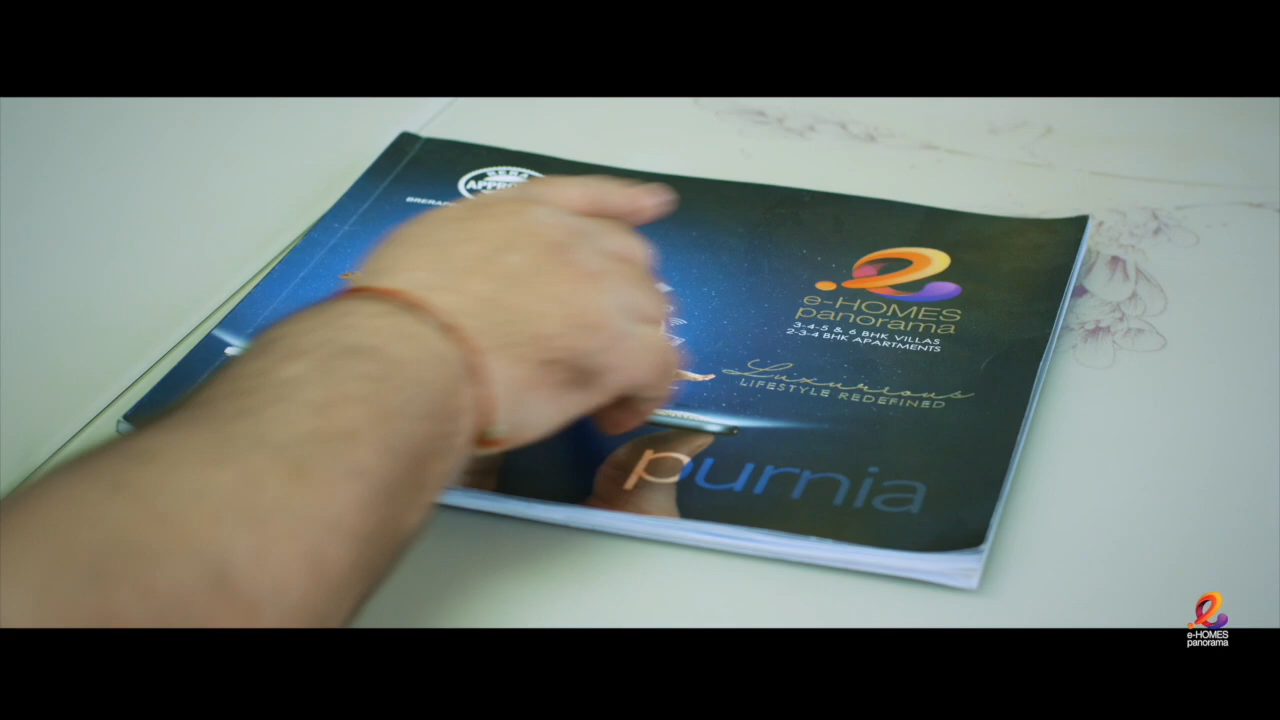 RERA
e-HOMES
panorama
3-4-5 & 6 BHK VILLAS
2-3-4 BHK APARTMENTS
Luxurious
LIFESTYLE REDEFINED
purnia
e-HOMES
panorama